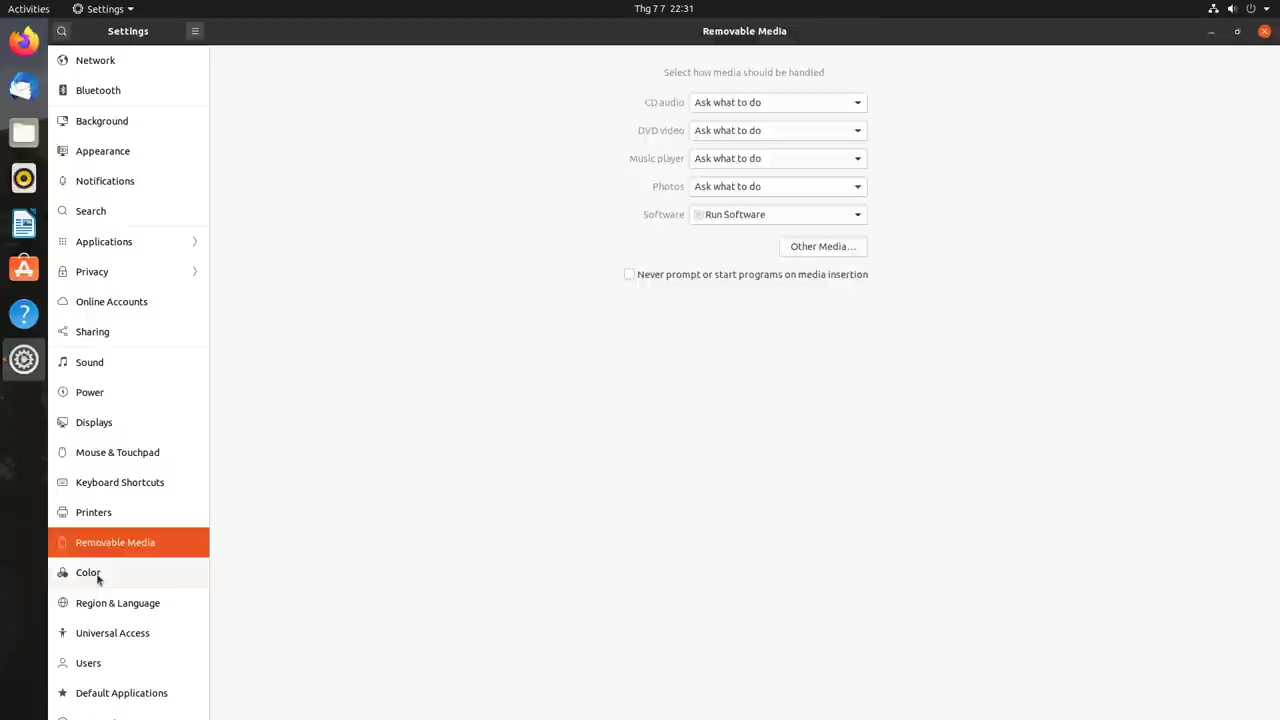 Activities
Settings
Thg 7 7 22:31
Settings
Removable Media
Network
Bluetooth
Background
Appearance
Notifications
Search
Applications
Privacy
Online Accounts
Sharing
Sound
Power
Displays
Mouse & Touchpad
Keyboard Shortcuts
Printers
Removable Media
Color
Region & Language
Universal Access
Users
Default Applications
Select how media should be handled
CD audio Ask what to do
DVD video Ask what to do
Music player Ask what to do
Photos Ask what to do
Software Run Software
Other Media…
Never prompt or start programs on media insertion